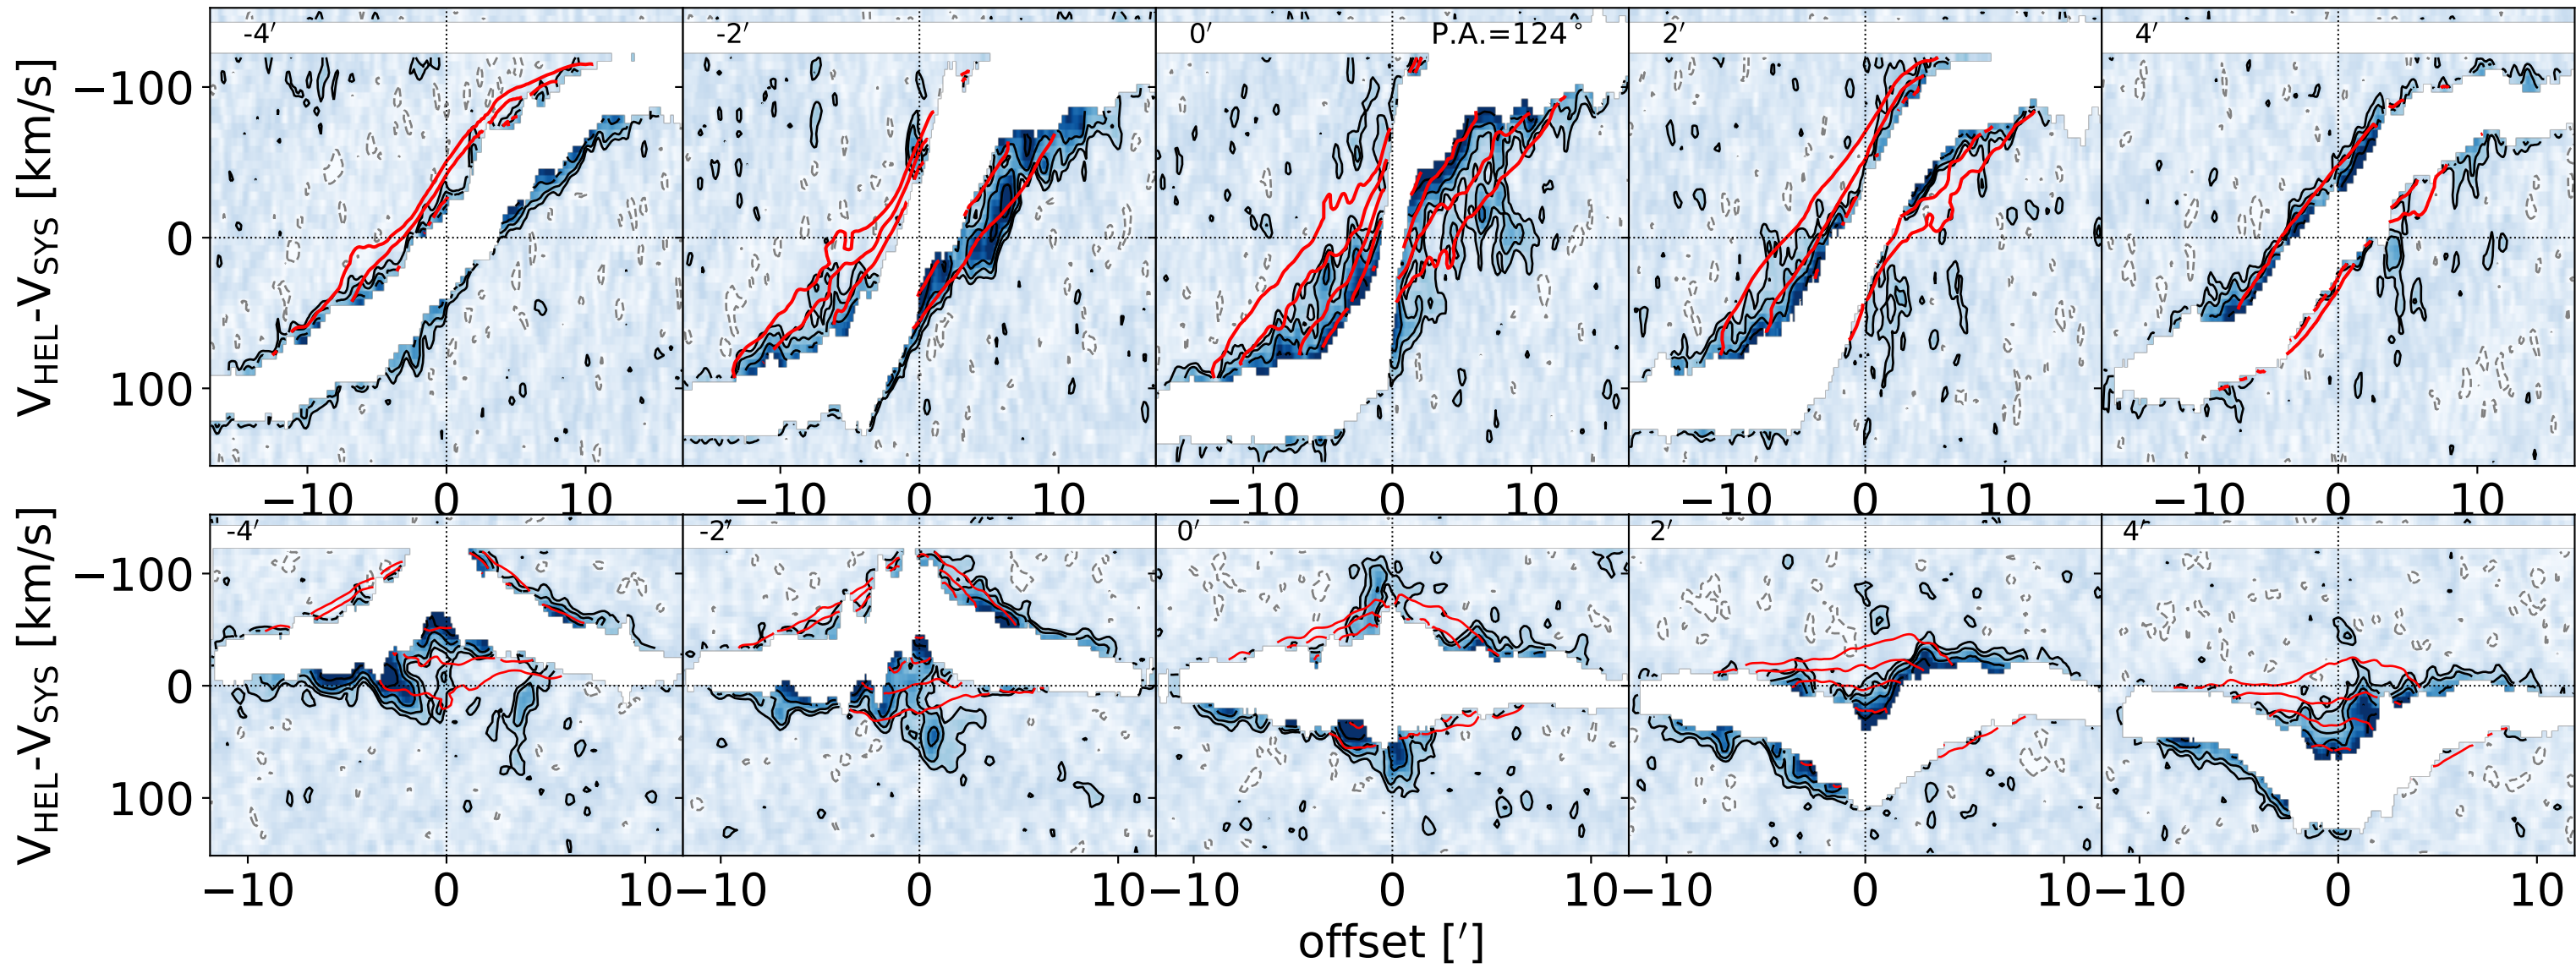 -4′ -2′ 0′ P.A.=124° 2′ 4′
V_HEL-V_SYS [km/s]
−100
0
100
−10 0 10 −10 0 10 −10 0 10 −10 0 10 −10 0 10
-4′ -2′ 0′ 2′ 4′
V_HEL-V_SYS [km/s]
−100
0
100
−10 0 10 −10 0 10 −10 0 10 −10 0 10 −10 0 10
offset [′]